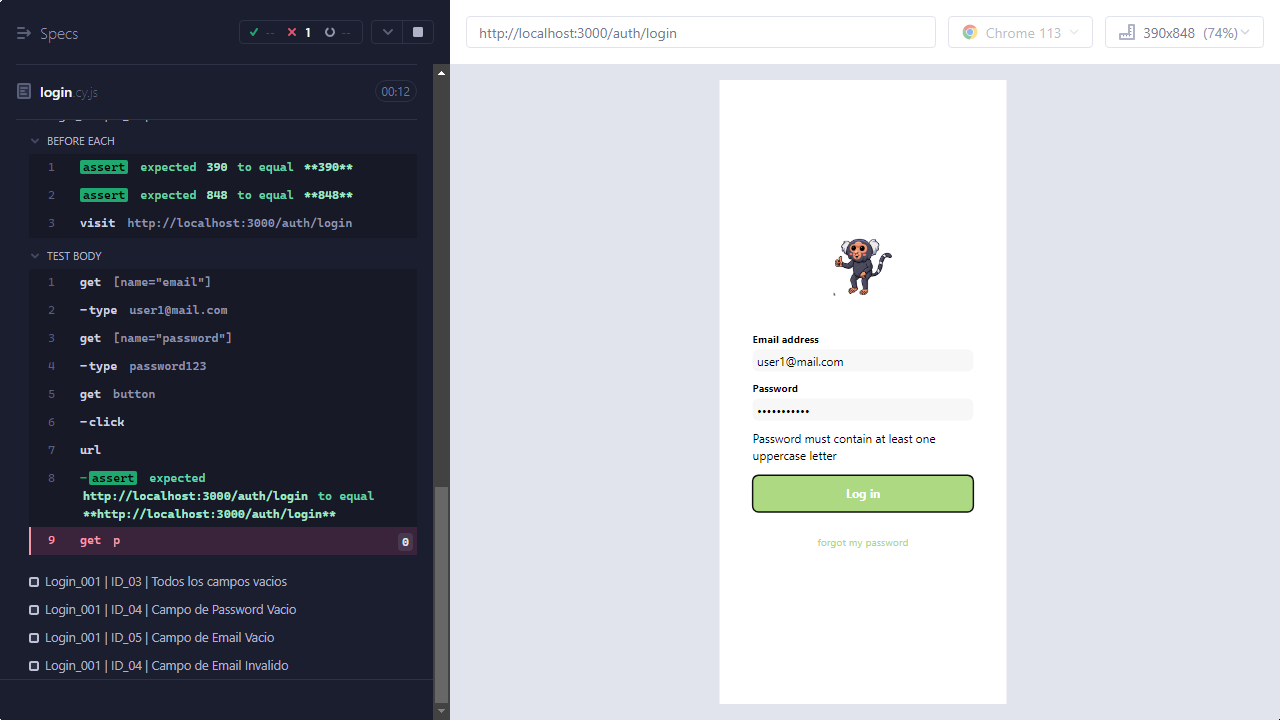 Specs
-- 1 --
http://localhost:3000/auth/login
Chrome 113
390x848 (74%)
login.cy.js
00:12
BEFORE EACH
1 assert expected 390 to equal **390**
2 assert expected 848 to equal **848**
3 visit http://localhost:3000/auth/login
TEST BODY
1 get [name="email"]
2 -type user1@mail.com
3 get [name="password"]
4 -type password123
5 get button
6 -click
7 url
8 -assert expected
http://localhost:3000/auth/login to equal
**http://localhost:3000/auth/login**
9 get p 0
Login_001 | ID_03 | Todos los campos vacios
Login_001 | ID_04 | Campo de Password Vacio
Login_001 | ID_05 | Campo de Email Vacio
Login_001 | ID_04 | Campo de Email Invalido
Email address
user1@mail.com
Password
•••••••••••
Password must contain at least one
uppercase letter
Log in
forgot my password